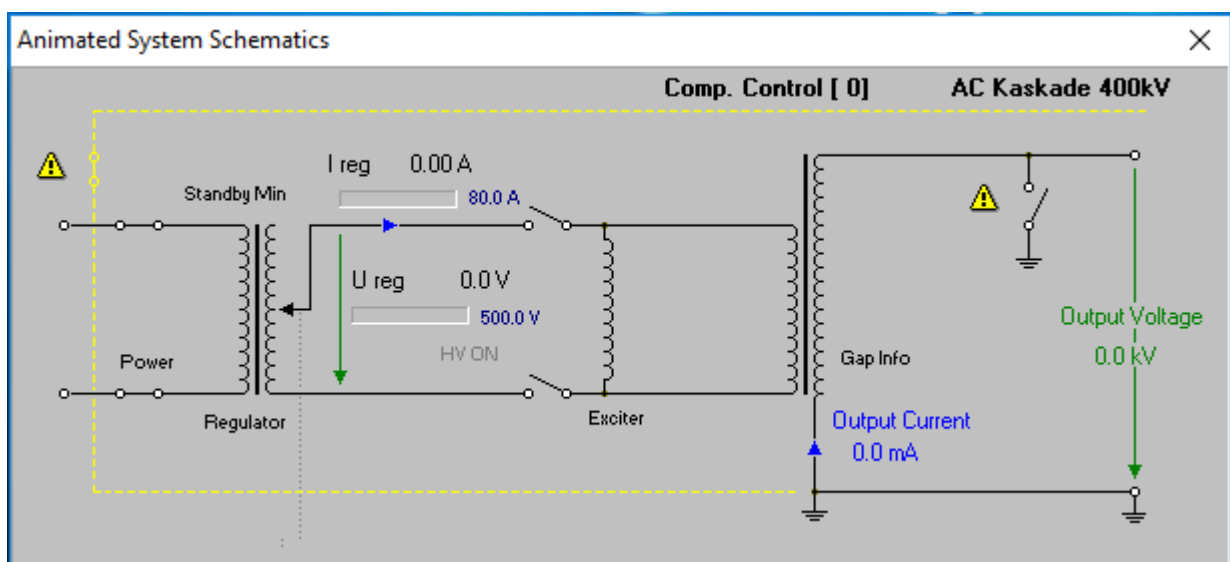 Animated System Schematics
Comp. Control [ 0] AC Kaskade 400kV
I reg 0.00 A
Standby Min
80.0 A
U reg 0.0 V
500.0 V
Output Voltage
0.0 kV
HV ON
Power
Gap Info
Regulator
Exciter
Output Current
0.0 mA